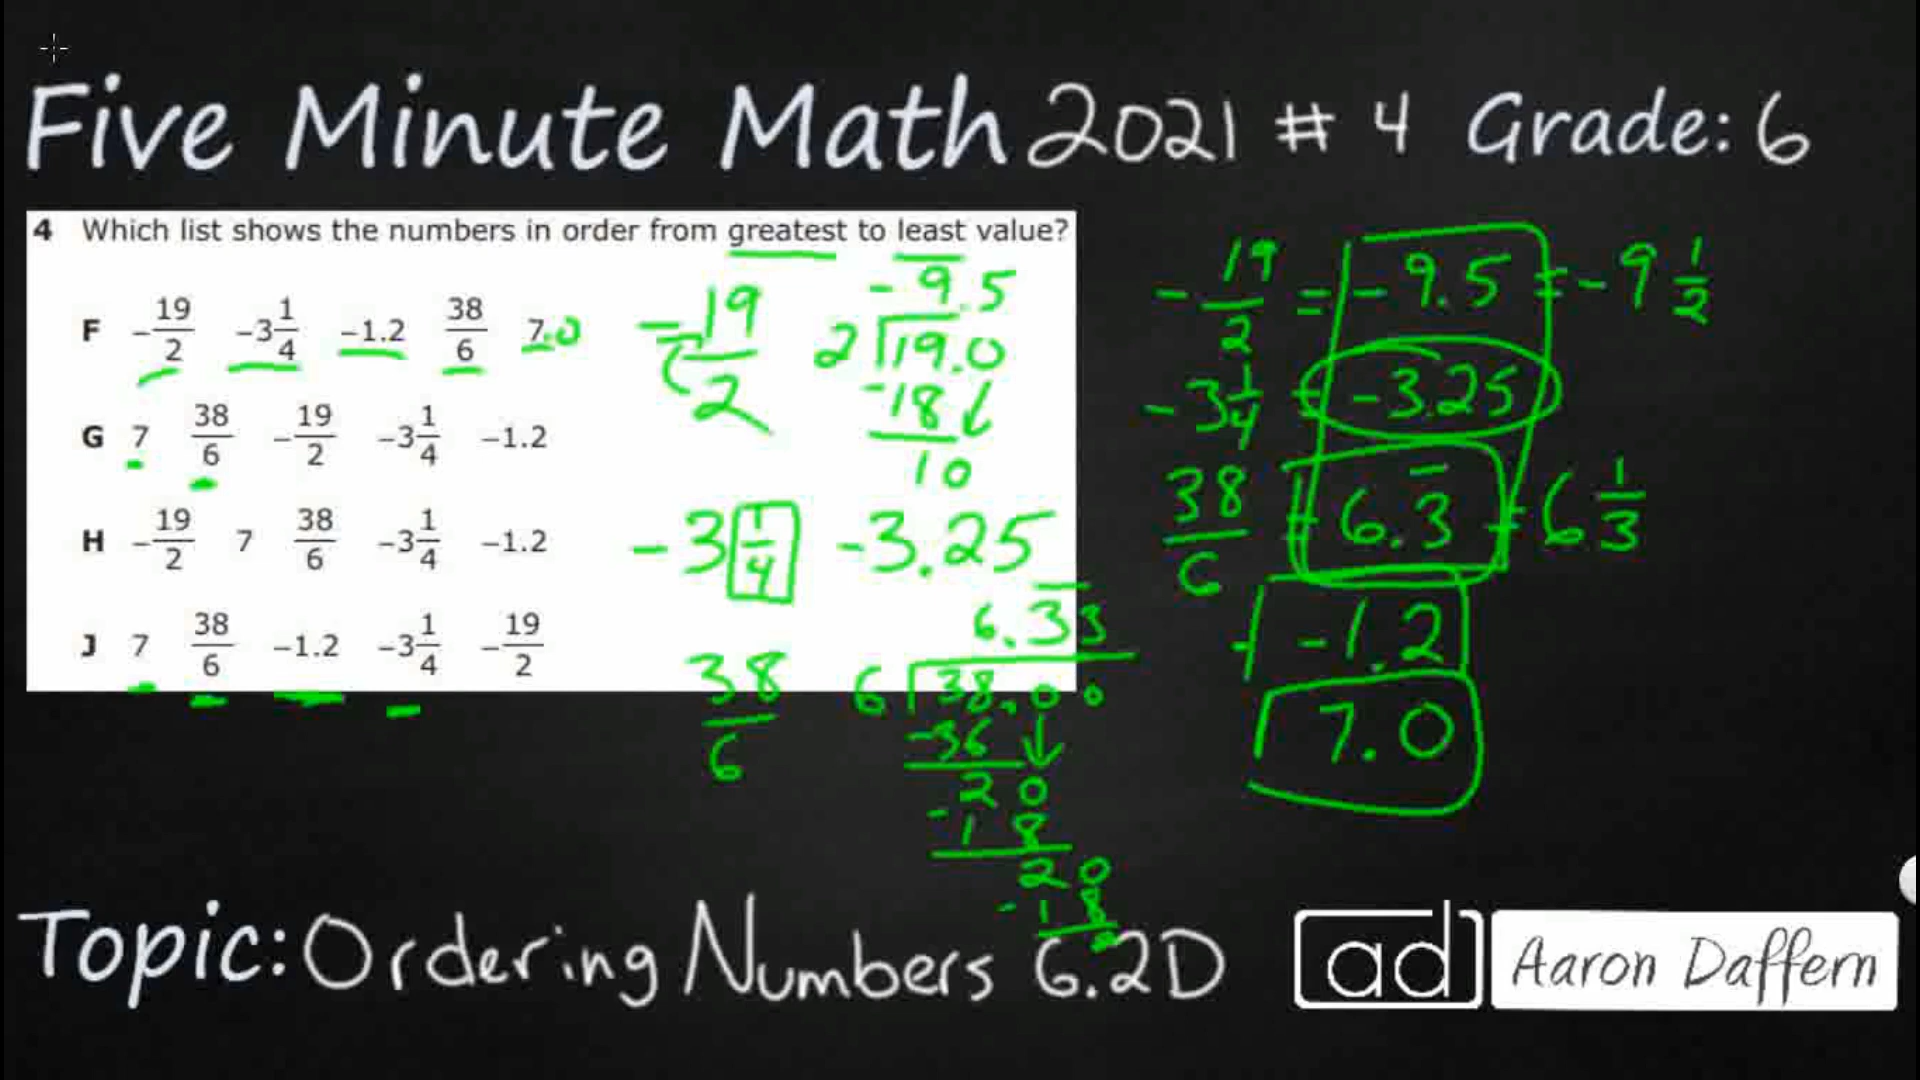 Five Minute Math 2021 # 4 Grade: 6
4 Which list shows the numbers in order from greatest to least value?
F -19/2 -3 1/4 -1.2 38/6 7.0
G 7 38/6 -19/2 -3 1/4 -1.2
H -19/2 7 38/6 -3 1/4 -1.2
J 7 38/6 -1.2 -3 1/4 -19/2
-19/2
-9.5
2 19.0
-18
10
-3 1/4 -3.25
38/6
6.33
6 38.00
-36
20
-18
20
-18
-19/2 = -9.5 = -9 1/2
-3 1/4 = -3.25
38/6 = 6.3̅ = 6 1/3
-1.2
7.0
Topic: Ordering Numbers 6.2D
ad Aaron Daffern